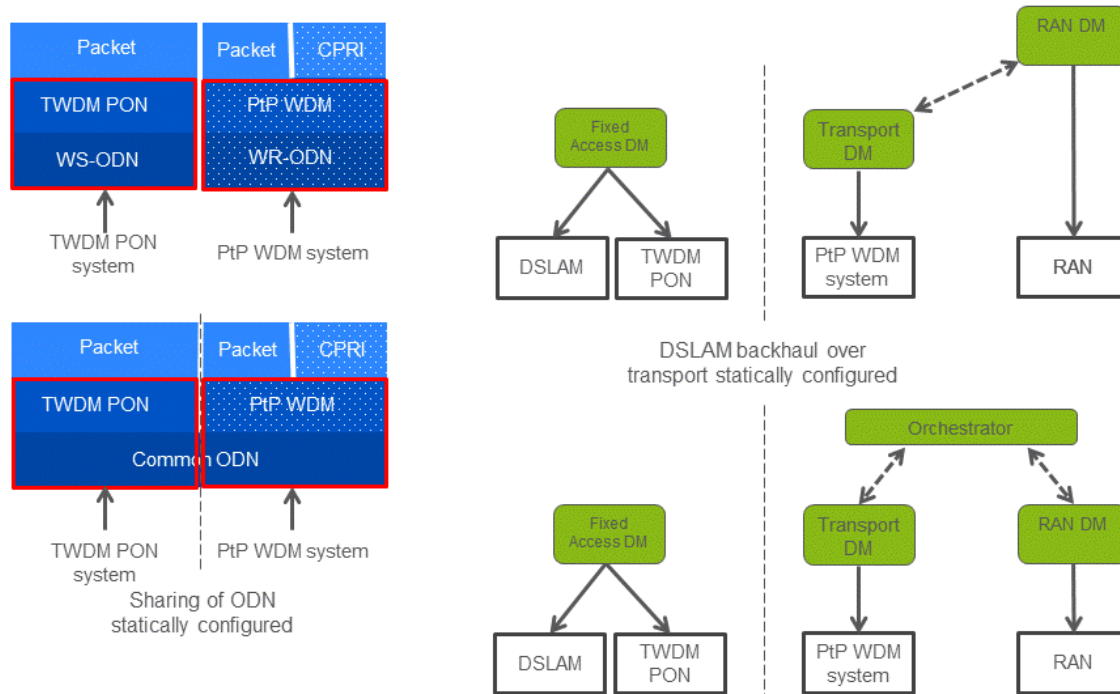 Packet
Packet
CPRI
TWDM PON
PtP WDM
WS-ODN
WR-ODN
TWDM PON
system
PtP WDM system
Packet
Packet
CPRI
TWDM PON
PtP WDM
Common ODN
TWDM PON
system
PtP WDM system
Sharing of ODN
statically configured
RAN DM
Fixed
Access DM
Transport
DM
DSLAM
TWDM
PON
PtP WDM
system
RAN
DSLAM backhaul over
transport statically configured
Orchestrator
Fixed
Access DM
Transport
DM
RAN DM
DSLAM
TWDM
PON
PtP WDM
system
RAN